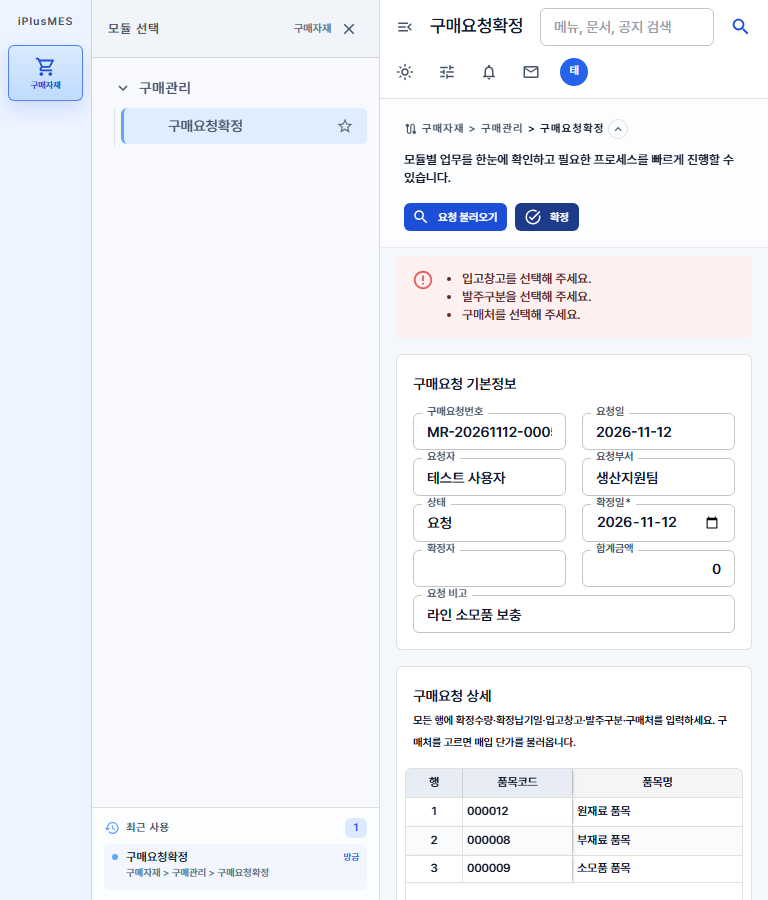 iPlusMES
구매자재
모듈 선택
구매자재
구매관리
구매요청확정
최근 사용
1
구매요청확정
방금
구매자재 > 구매관리 > 구매요청확정
구매요청확정
메뉴, 문서, 공지 검색
테
구매자재 > 구매관리 > 구매요청확정
모듈별 업무를 한눈에 확인하고 필요한 프로세스를 빠르게 진행할 수
있습니다.
요청 불러오기
확정
• 입고창고를 선택해 주세요.
• 발주구분을 선택해 주세요.
• 구매처를 선택해 주세요.
구매요청 기본정보
구매요청번호
MR-20261112-000
요청일
2026-11-12
요청자
테스트 사용자
요청부서
생산지원팀
상태
요청
확정일*
2026-11-12
확정자
합계금액
0
요청 비고
라인 소모품 보충
구매요청 상세
모든 행에 확정수량·확정납기일·입고창고·발주구분·구매처를 입력하세요. 구
매처를 고르면 매입 단가를 불러옵니다.
행 품목코드 품목명
1 000012 원재료 품목
2 000008 부재료 품목
3 000009 소모품 품목